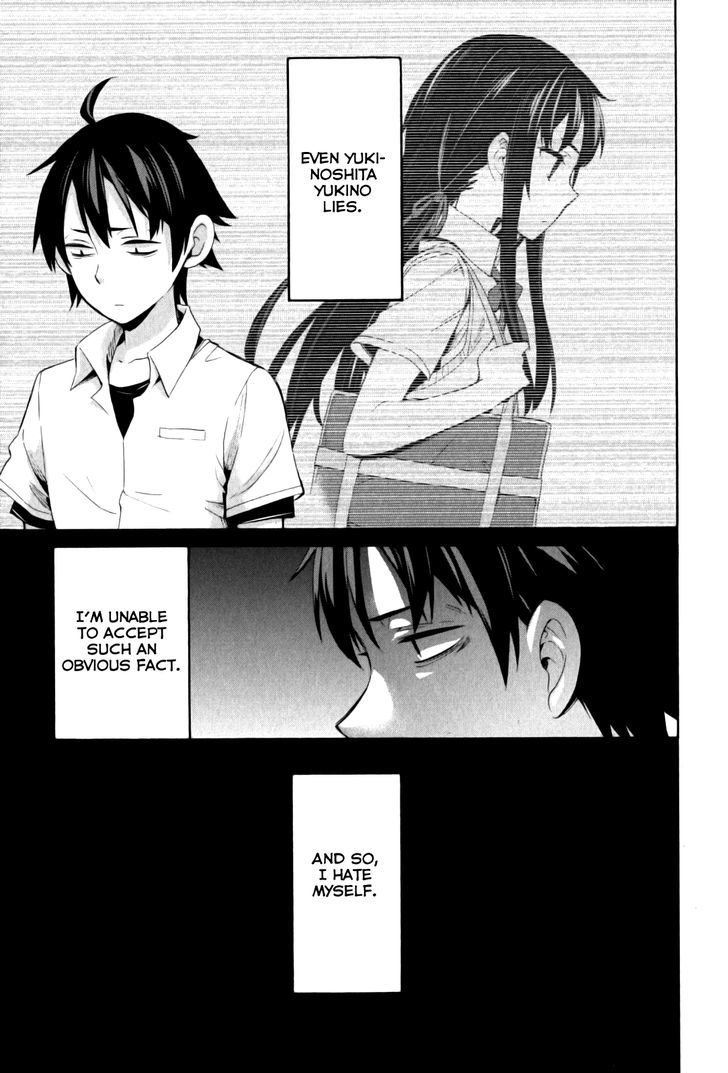 EVEN YUKI-
NOSHITA
YUKINO
LIES.
I'M UNABLE
TO ACCEPT
SUCH AN
OBVIOUS FACT.
AND SO,
I HATE
MYSELF.